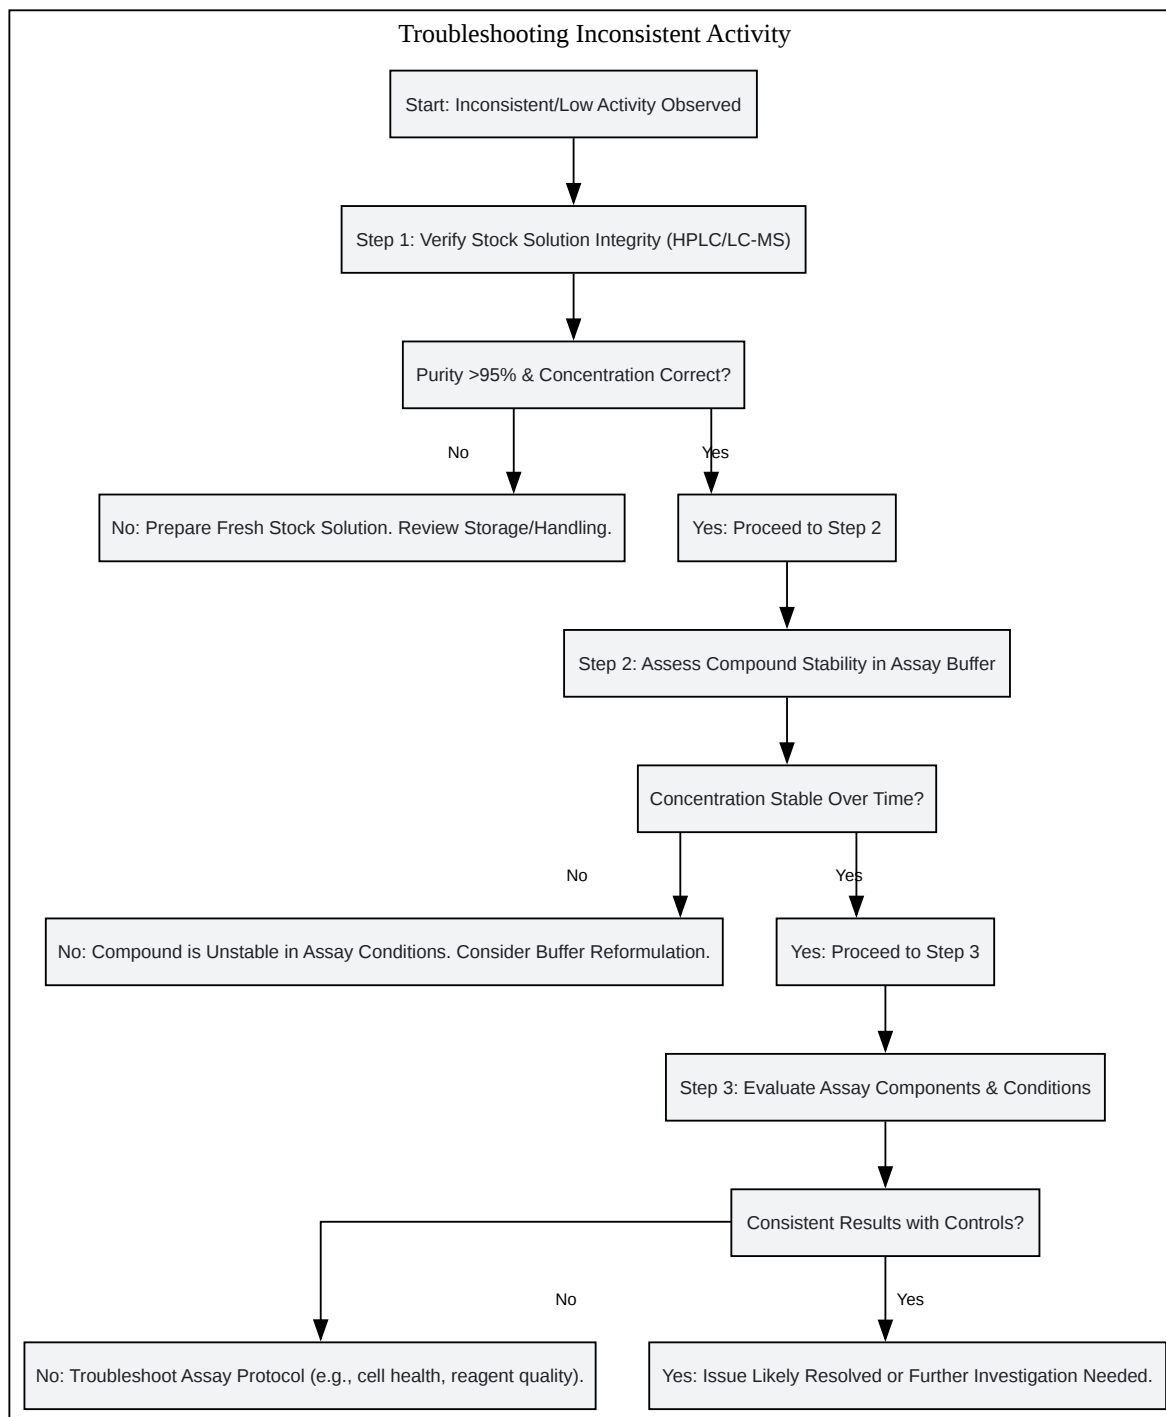 Troubleshooting Inconsistent Activity
Start: Inconsistent/Low Activity Observed
Step 1: Verify Stock Solution Integrity (HPLC/LC-MS)
Purity >95% & Concentration Correct?
No
Yes
No: Prepare Fresh Stock Solution. Review Storage/Handling.
Yes: Proceed to Step 2
Step 2: Assess Compound Stability in Assay Buffer
Concentration Stable Over Time?
No
Yes
No: Compound is Unstable in Assay Conditions. Consider Buffer Reformulation.
Yes: Proceed to Step 3
Step 3: Evaluate Assay Components & Conditions
Consistent Results with Controls?
No
Yes
No: Troubleshoot Assay Protocol (e.g., cell health, reagent quality).
Yes: Issue Likely Resolved or Further Investigation Needed.